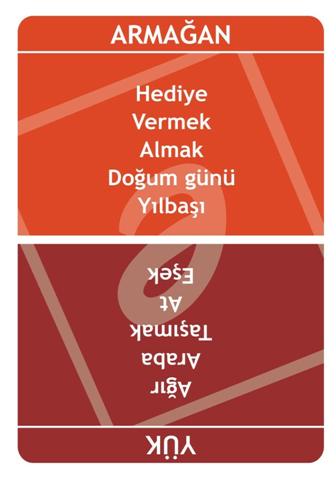 ARMAĞAN
Hediye
Vermek
Almak
Doğum günü
Yılbaşı
YÜK
Ağır
Araba
Taşımak
At
Eşek